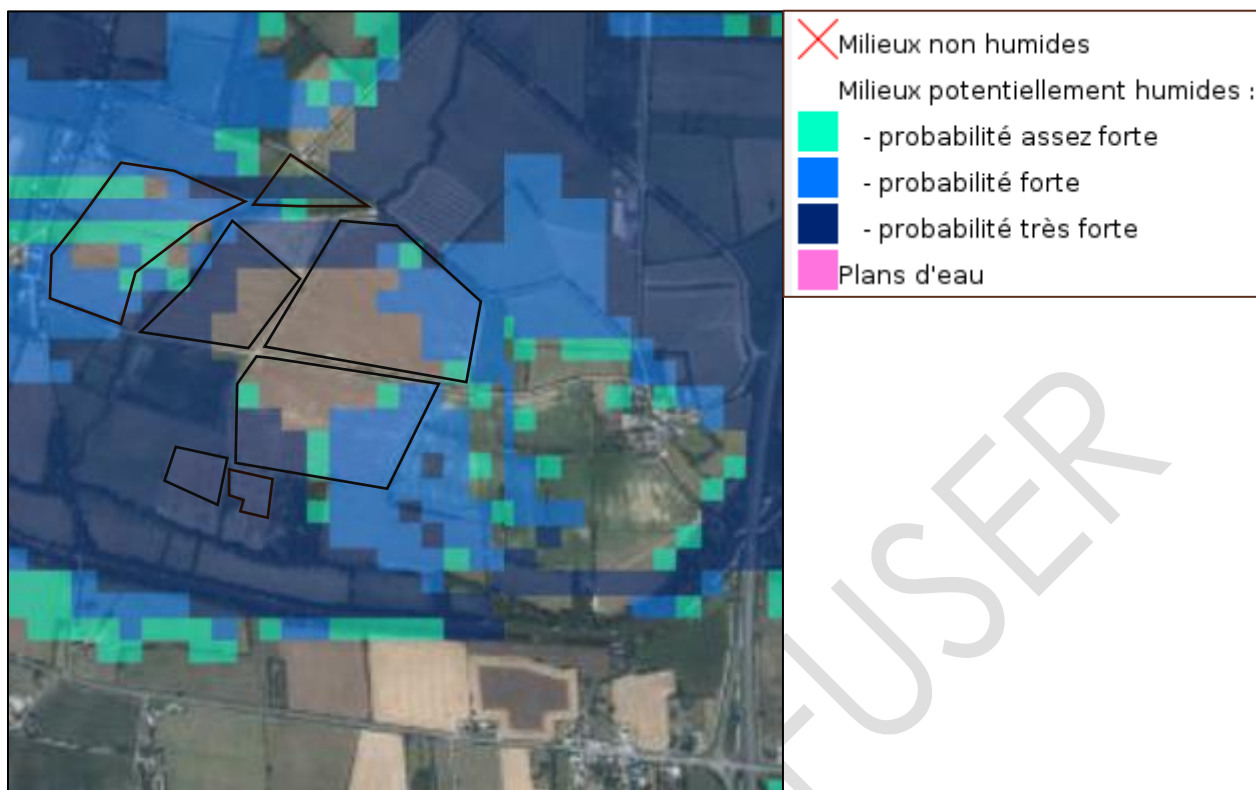 Milieux non humides
Milieux potentiellement humides :
- probabilité assez forte
- probabilité forte
- probabilité très forte
Plans d'eau
FUSER